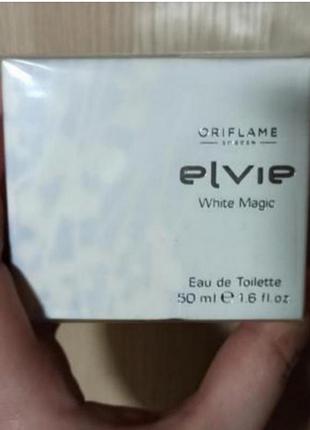 ORIFLAME
SWEDEN
elvie
White Magic
Eau de Toilette
50 ml ℮ 1.6 fl.oz